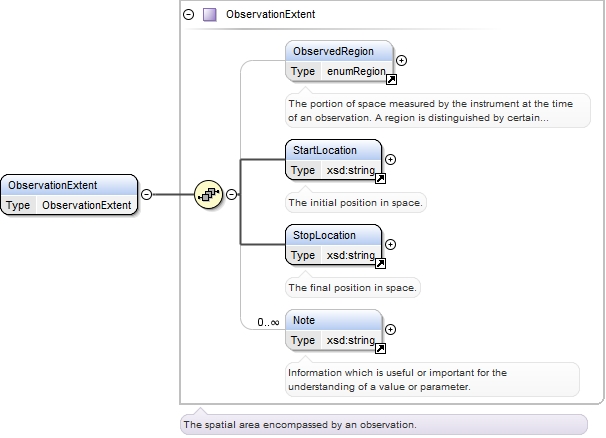 ObservationExtent
ObservedRegion
Type enumRegion
The portion of space measured by the instrument at the time
of an observation. A region is distinguished by certain...
StartLocation
Type xsd:string
The initial position in space.
ObservationExtent
Type ObservationExtent
StopLocation
Type xsd:string
The final position in space.
0..∞
Note
Type xsd:string
Information which is useful or important for the
understanding of a value or parameter.
The spatial area encompassed by an observation.